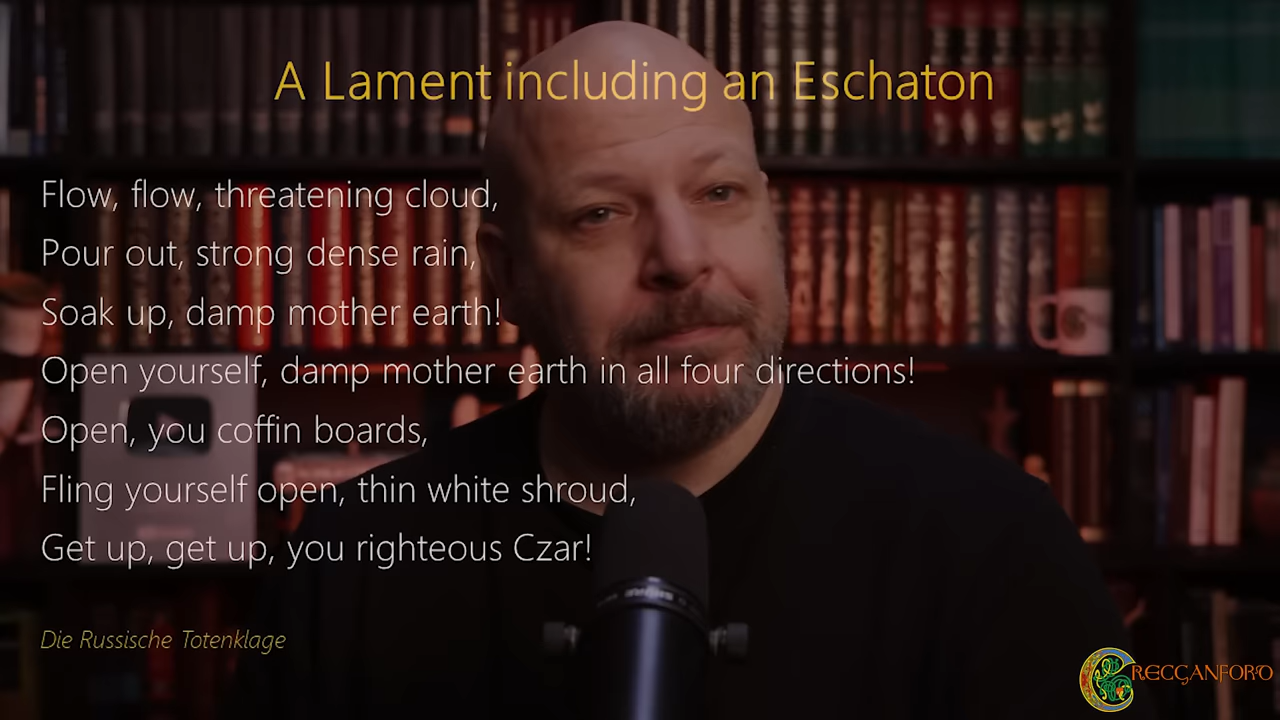 A Lament including an Eschaton
Flow, flow, threatening cloud,
Pour out, strong dense rain,
Soak up, damp mother earth!
Open yourself, damp mother earth in all four directions!
Open, you coffin boards,
Fling yourself open, thin white shroud,
Get up, get up, you righteous Czar!
Die Russische Totenklage
CRECGANFORD